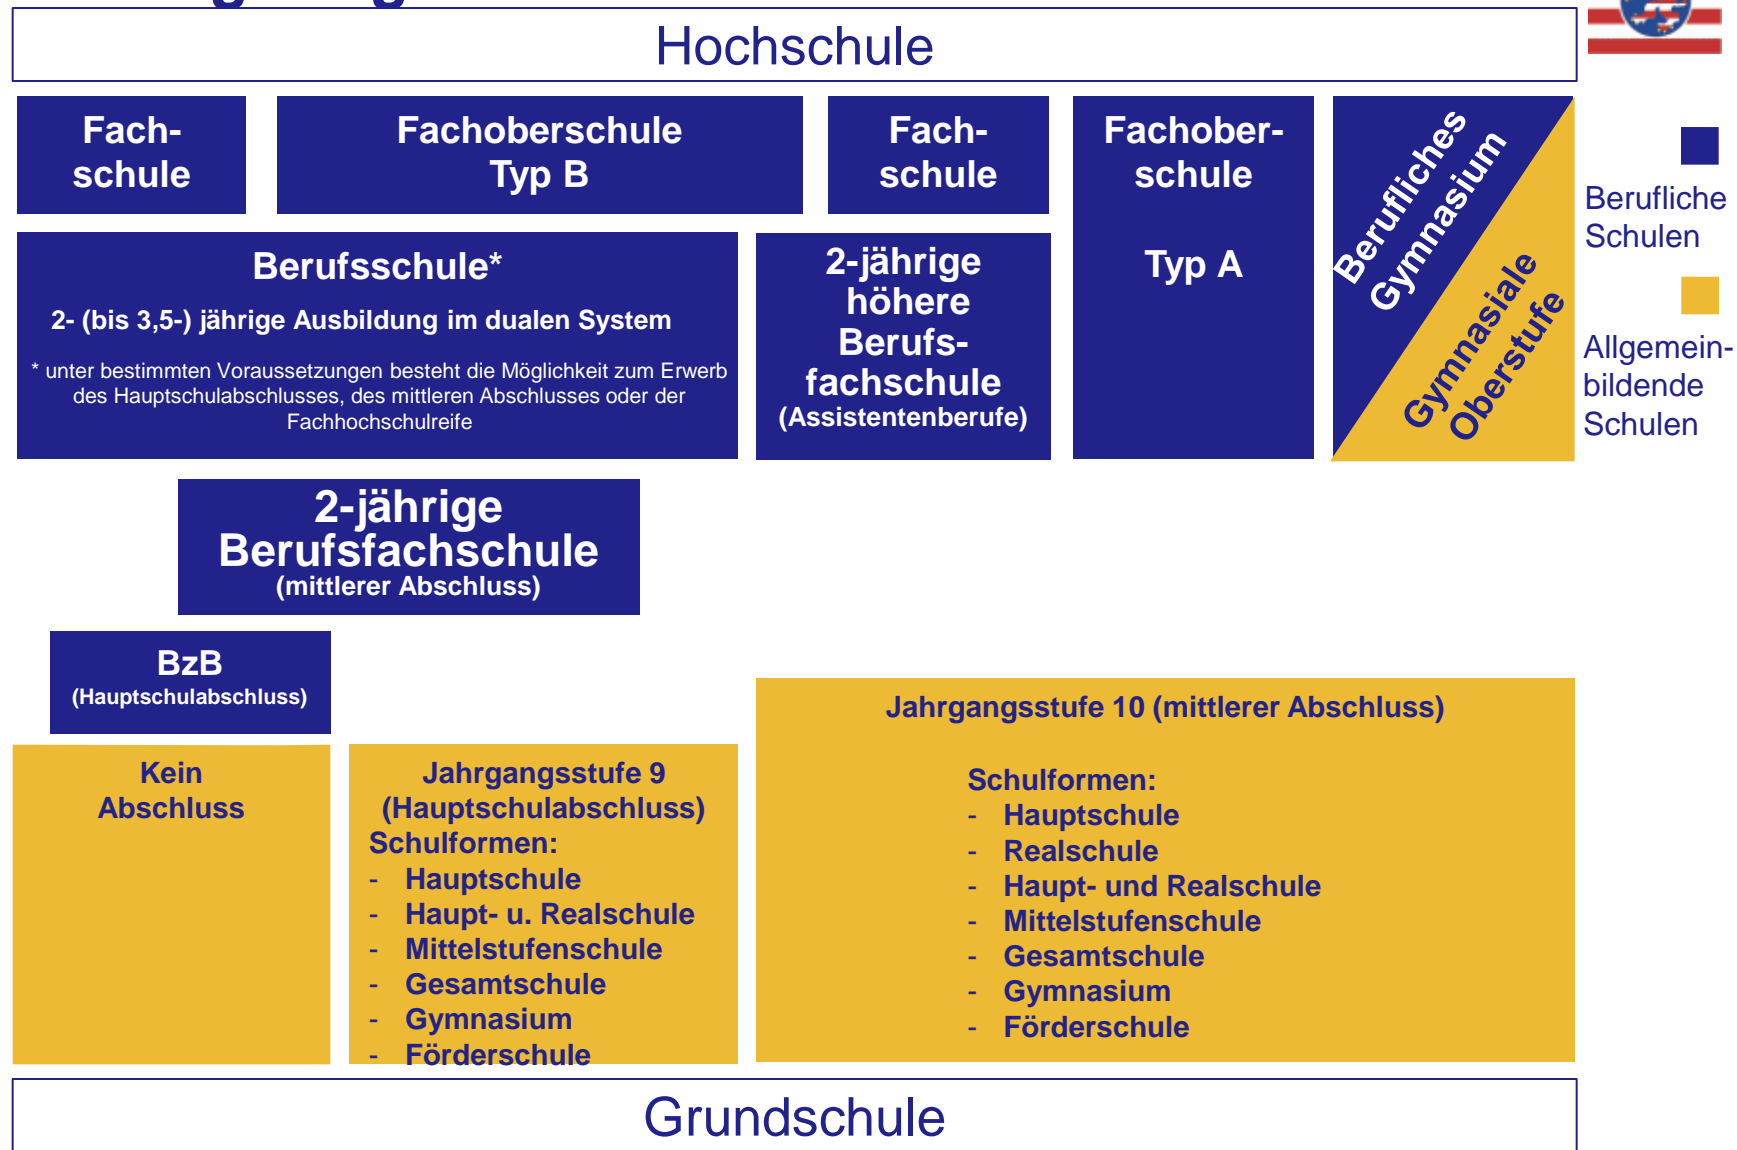 Hochschule
Fach-
schule
Fachoberschule
Typ B
Fach-
schule
Fachober-
schule
Typ A
Berufliches
Gymnasium
Gymnasiale
Oberstufe
Berufliche
Schulen
Allgemein-
bildende
Schulen
Berufsschule*
2- (bis 3,5-) jährige Ausbildung im dualen System
* unter bestimmten Voraussetzungen besteht die Möglichkeit zum Erwerb
des Hauptschulabschlusses, des mittleren Abschlusses oder der
Fachhochschulreife
2-jährige
höhere
Berufs-
fachschule
(Assistentenberufe)
2-jährige
Berufsfachschule
(mittlerer Abschluss)
BzB
(Hauptschulabschluss)
Kein
Abschluss
Jahrgangsstufe 9
(Hauptschulabschluss)
Schulformen:
- Hauptschule
- Haupt- u. Realschule
- Mittelstufenschule
- Gesamtschule
- Gymnasium
- Förderschule
Jahrgangsstufe 10 (mittlerer Abschluss)
Schulformen:
- Hauptschule
- Realschule
- Haupt- und Realschule
- Mittelstufenschule
- Gesamtschule
- Gymnasium
- Förderschule
Grundschule